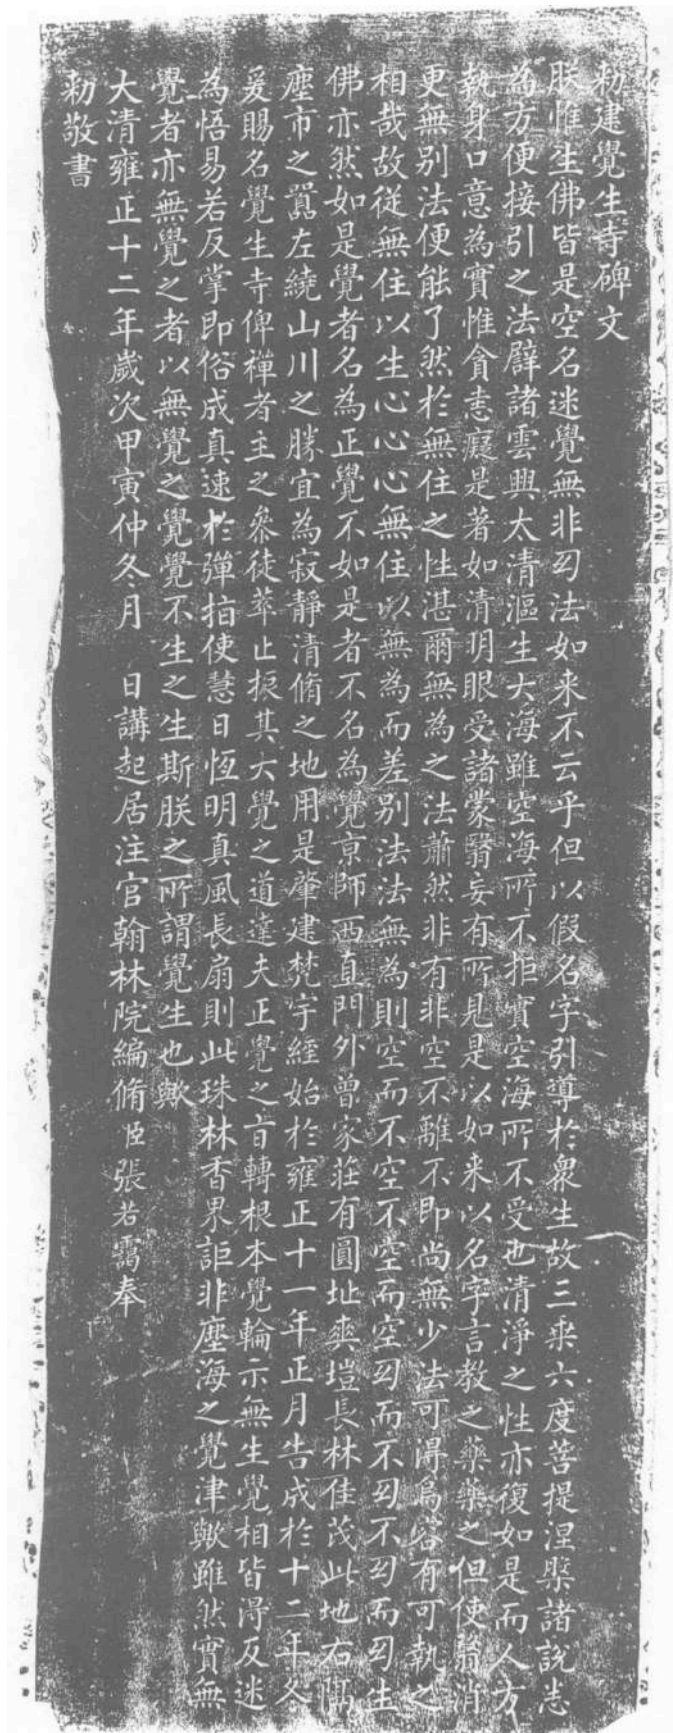 勅建覺生寺碑文
朕惟生佛皆是空名迷覺無非幻法如来不云乎但以假名字引導於衆生故三乗六度菩提涅槃諸說悉
為方便接引之法辟諸雲興太清漚生大海雖空海所不拒實空海所不受也清淨之性亦復如是而人方
執身口意為實惟貪恚癡是著如清明眼受諸蒙翳妄有所見是以如来以名字言教之藥藥之但使翳消
更無別法便能了然於無住之性湛爾無為之法蕭然非有非空不離不即尚無少法可得烏容有可執之
相哉故從無住以生心心心無住以無為而差別法法無為則空而不空不空而空幻而不幻不幻而幻生
佛亦然如是覺者名為正覺不如是者不名為覺京師西直門外曾家莊有圓址爽塏長林佳茂此地右隔
塵市之囂左繞山川之勝宜為寂靜清脩之地用是肇建梵宇經始於雍正十一年正月告成於十二年冬
爰賜名覺生寺俾禪者主之叅徒萃止振其大覺之道達夫正覺之旨轉根本覺輪示無生覺相皆得反迷
為悟易若反掌即俗成真速於彈指使慧日恆明真風長扇則此珠林香界詎非塵海之覺津歟雖然實無
覺者亦無覺之者以無覺之覺覺不生之生斯朕之所謂覺生也歟
大清雍正十二年歲次甲寅仲冬月 日講起居注官翰林院編脩臣張若靄奉
勅敬書